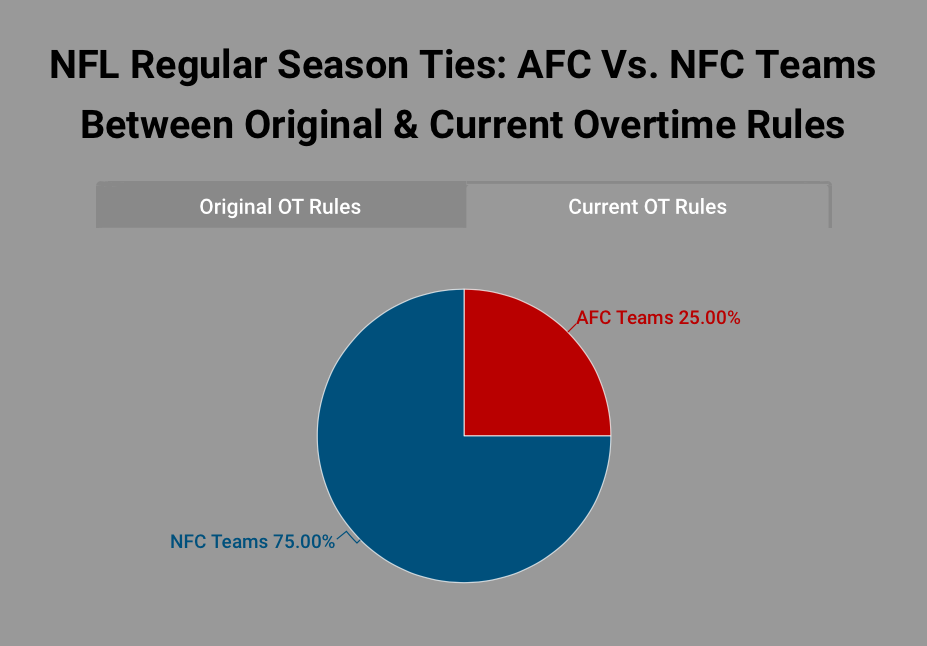 NFL Regular Season Ties: AFC Vs. NFC Teams
Between Original & Current Overtime Rules
Original OT Rules
Current OT Rules
AFC Teams 25.00%
NFC Teams 75.00%